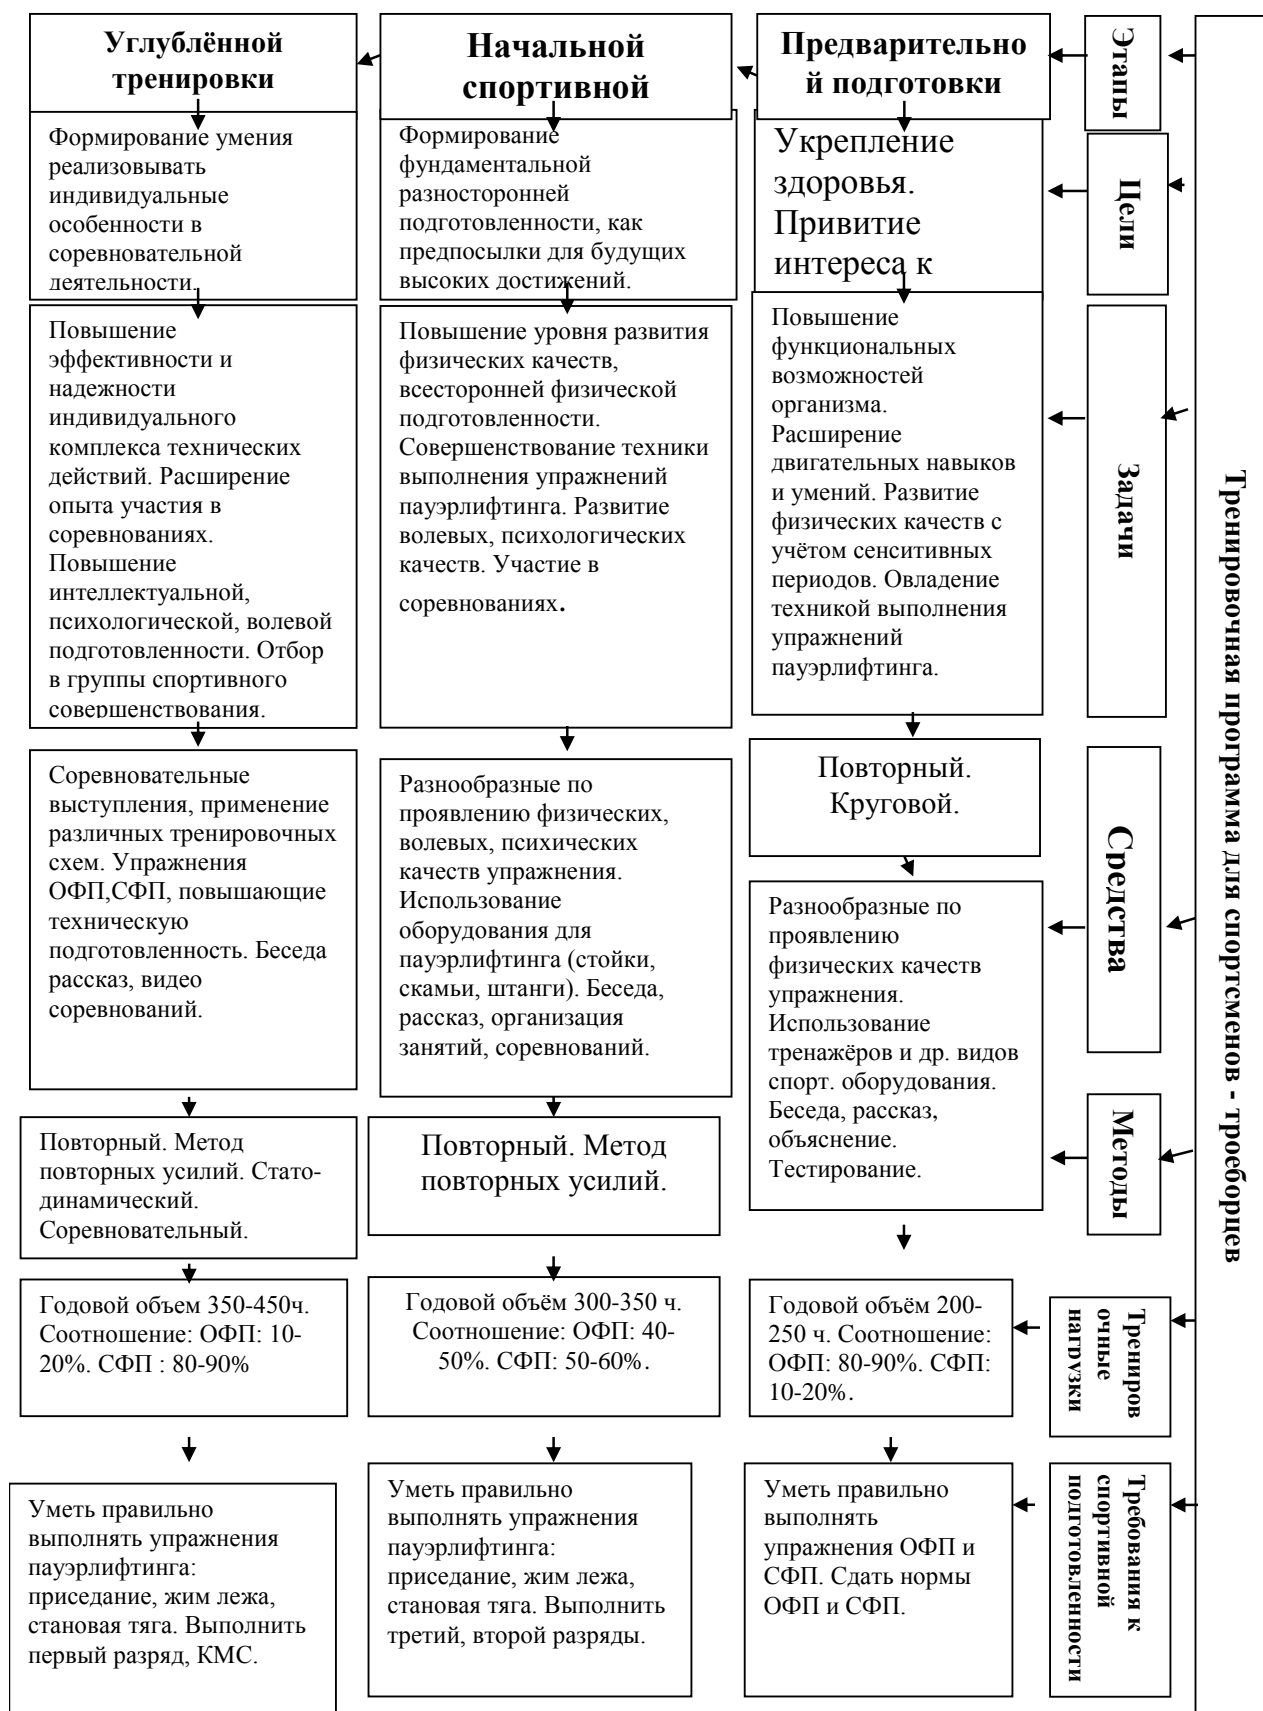 Углублённой
тренировки
Начальной
спортивной
Предварительно
й подготовки
Этапы
Формирование умения
реализовывать
индивидуальные
особенности в
соревновательной
деятельности.
Формирование
фундаментальной
разносторонней
подготовленности, как
предпосылки для будущих
высоких достижений.
Укрепление
здоровья.
Привитие
интереса к
Цели
Повышение
эффективности и
надежности
индивидуального
комплекса технических
действий. Расширение
опыта участия в
соревнованиях.
Повышение
интеллектуальной,
психологической, волевой
подготовленности. Отбор
в группы спортивного
совершенствования.
Повышение уровня развития
физических качеств,
всесторонней физической
подготовленности.
Совершенствование техники
выполнения упражнений
пауэрлифтинга. Развитие
волевых, психологических
качеств. Участие в
соревнованиях.
Повышение
функциональных
возможностей
организма.
Расширение
двигательных навыков
и умений. Развитие
физических качеств с
учётом сенситивных
периодов. Овладение
техникой выполнения
упражнений
пауэрлифтинга.
Задачи
Соревновательные
выступления, применение
различных тренировочных
схем. Упражнения
ОФП,СФП, повышающие
техническую
подготовленность. Беседа
рассказ, видео
соревнований.
Разнообразные по
проявлению физических,
волевых, психических
качеств упражнения.
Использование
оборудования для
пауэрлифтинга (стойки,
скамьи, штанги). Беседа,
рассказ, организация
занятий, соревнований.
Повторный.
Круговой.
Разнообразные по
проявлению
физических качеств
упражнения.
Использование
тренажёров и др. видов
спорт. оборудования.
Беседа, рассказ,
объяснение.
Тестирование.
Средства
Повторный. Метод
повторных усилий. Стато-
динамический.
Соревновательный.
Повторный. Метод
повторных усилий.
Методы
Годовой объем 350-450ч.
Соотношение: ОФП: 10-
20%. СФП : 80-90%
Годовой объём 300-350 ч.
Соотношение: ОФП: 40-
50%. СФП: 50-60%.
Годовой объём 200-
250 ч. Соотношение:
ОФП: 80-90%. СФП:
10-20%.
Трениров
очные
нагрузки
Уметь правильно
выполнять упражнения
пауэрлифтинга:
приседание, жим лежа,
становая тяга. Выполнить
первый разряд, КМС.
Уметь правильно
выполнять упражнения
пауэрлифтинга:
приседание, жим лежа,
становая тяга. Выполнить
третий, второй разряды.
Уметь правильно
выполнять
упражнения ОФП и
СФП. Сдать нормы
ОФП и СФП.
Требования к
спортивной
подготовленности
Тренировочная программа для спортсменов - троеборцев